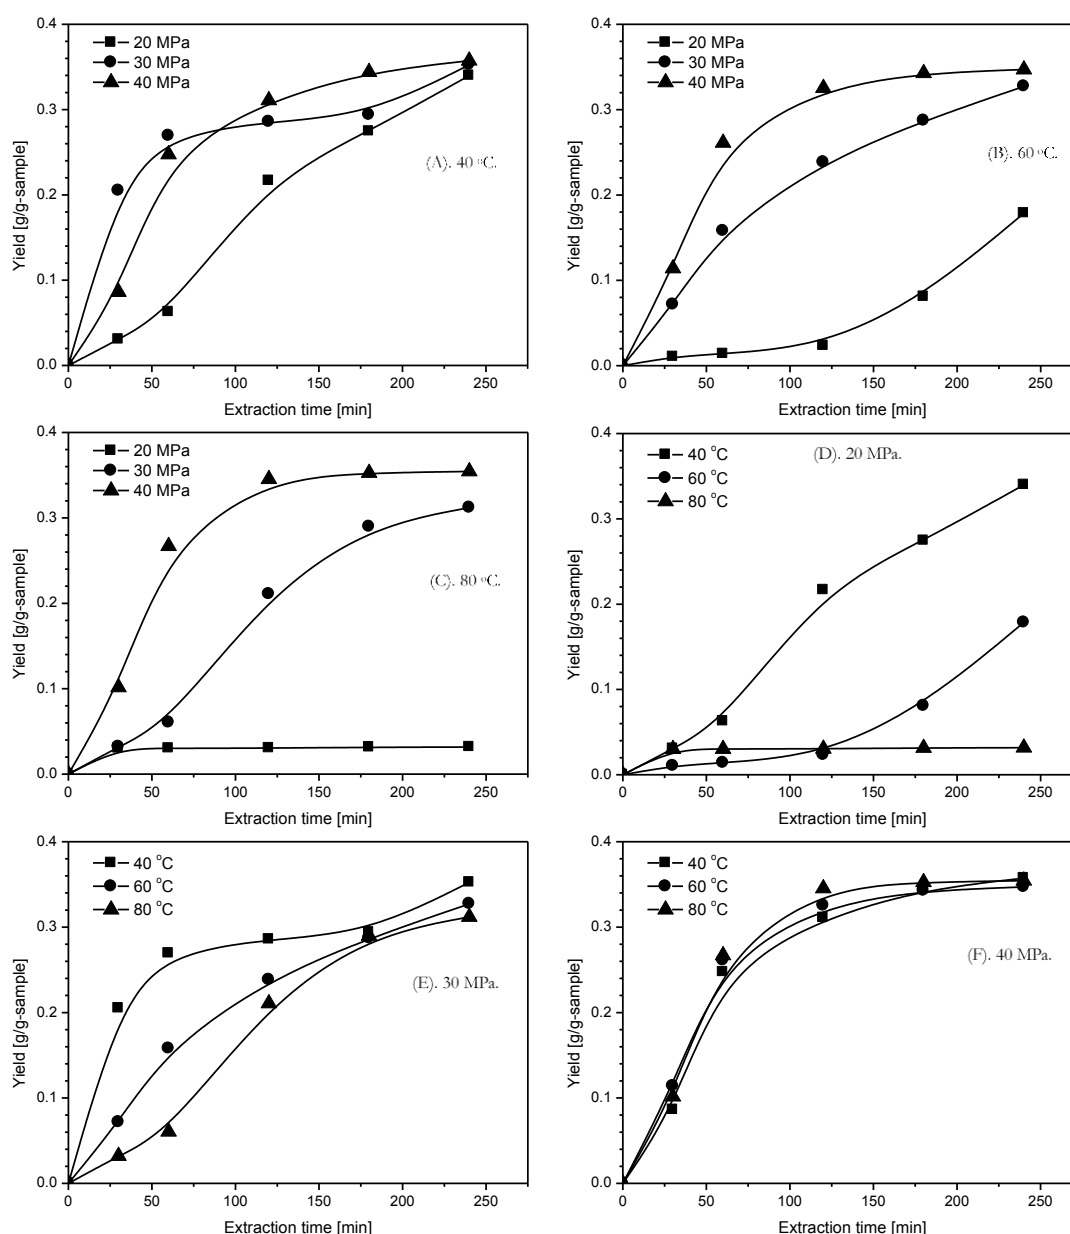 0.4
0.3
0.2
0.1
0.0
Yield [g/g-sample]
20 MPa
30 MPa
40 MPa
(A). 40 °C.
0 50 100 150 200 250
Extraction time [min]
0.4
0.3
0.2
0.1
0.0
Yield [g/g-sample]
20 MPa
30 MPa
40 MPa
(B). 60 °C.
0 50 100 150 200 250
Extraction time [min]
0.4
0.3
0.2
0.1
0.0
Yield [g/g-sample]
20 MPa
30 MPa
40 MPa
(C). 80 °C.
0 50 100 150 200 250
Extraction time [min]
0.4
0.3
0.2
0.1
0.0
Yield [g/g-sample]
40 °C
60 °C
80 °C
(D). 20 MPa.
0 50 100 150 200 250
Extraction time [min]
0.4
0.3
0.2
0.1
0.0
Yield [g/g-sample]
40 °C
60 °C
80 °C
(E). 30 MPa.
0 50 100 150 200 250
Extraction time [min]
0.4
0.3
0.2
0.1
0.0
Yield [g/g-sample]
40 °C
60 °C
80 °C
(F). 40 MPa.
0 50 100 150 200 250
Extraction time [min]